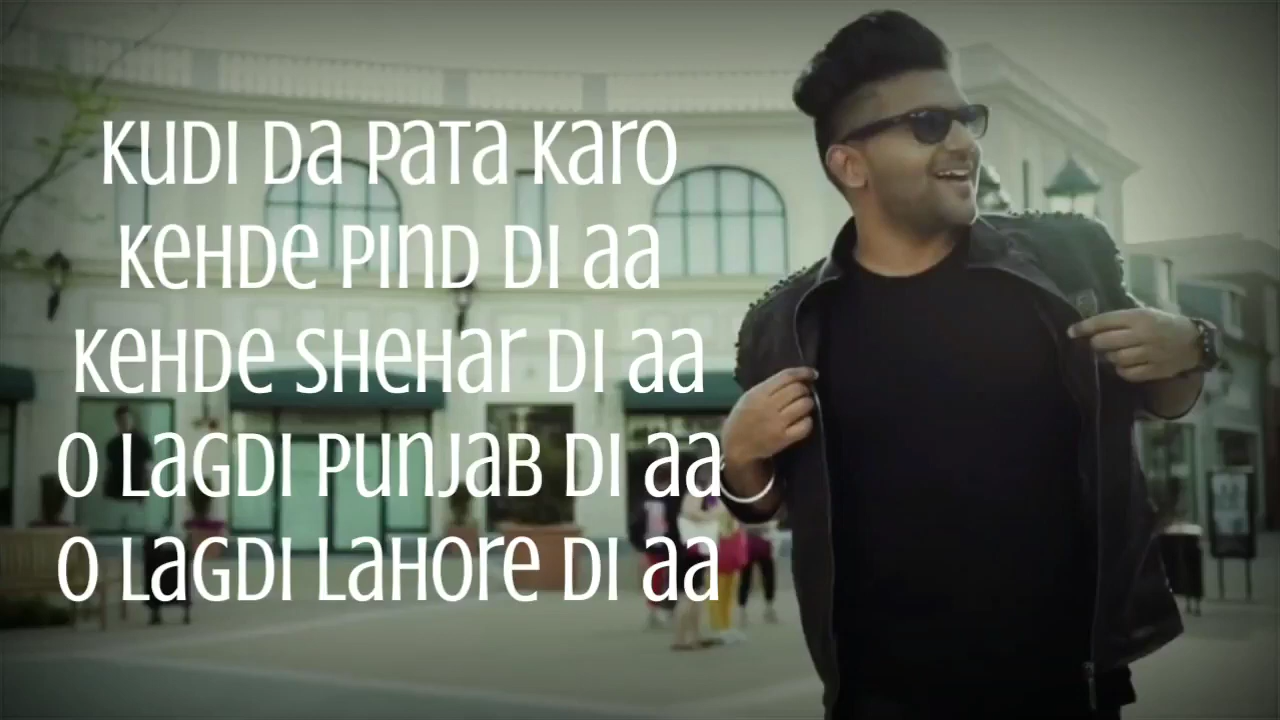 KUDI DA PATA KARO
KEHDE PIND DI AA
KEHDE SHEHAR DI AA
O LAGDI PUNJAB DI AA
O LAGDI LAHORE DI AA